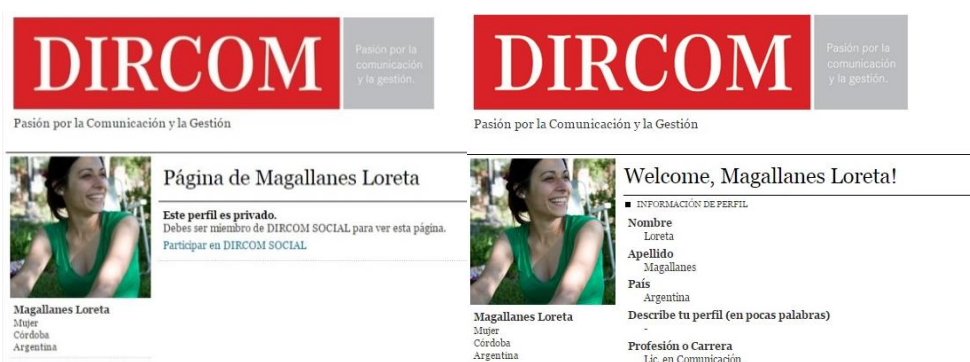 DIRCOM
Pasión por la
comunicación
y la gestión.
Pasión por la Comunicación y la Gestión
Página de Magallanes Loreta
Este perfil es privado.
Debes ser miembro de DIRCOM SOCIAL para ver esta página.
Participar en DIRCOM SOCIAL
Magallanes Loreta
Mujer
Córdoba
Argentina
DIRCOM
Pasión por la
comunicación
y la gestión.
Pasión por la Comunicación y la Gestión
Welcome, Magallanes Loreta!
INFORMACIÓN DE PERFIL
Nombre
Loreta
Apellido
Magallanes
País
Argentina
Describe tu perfil (en pocas palabras)
-
Profesión o Carrera
Lic. en Comunicación
Magallanes Loreta
Mujer
Córdoba
Argentina